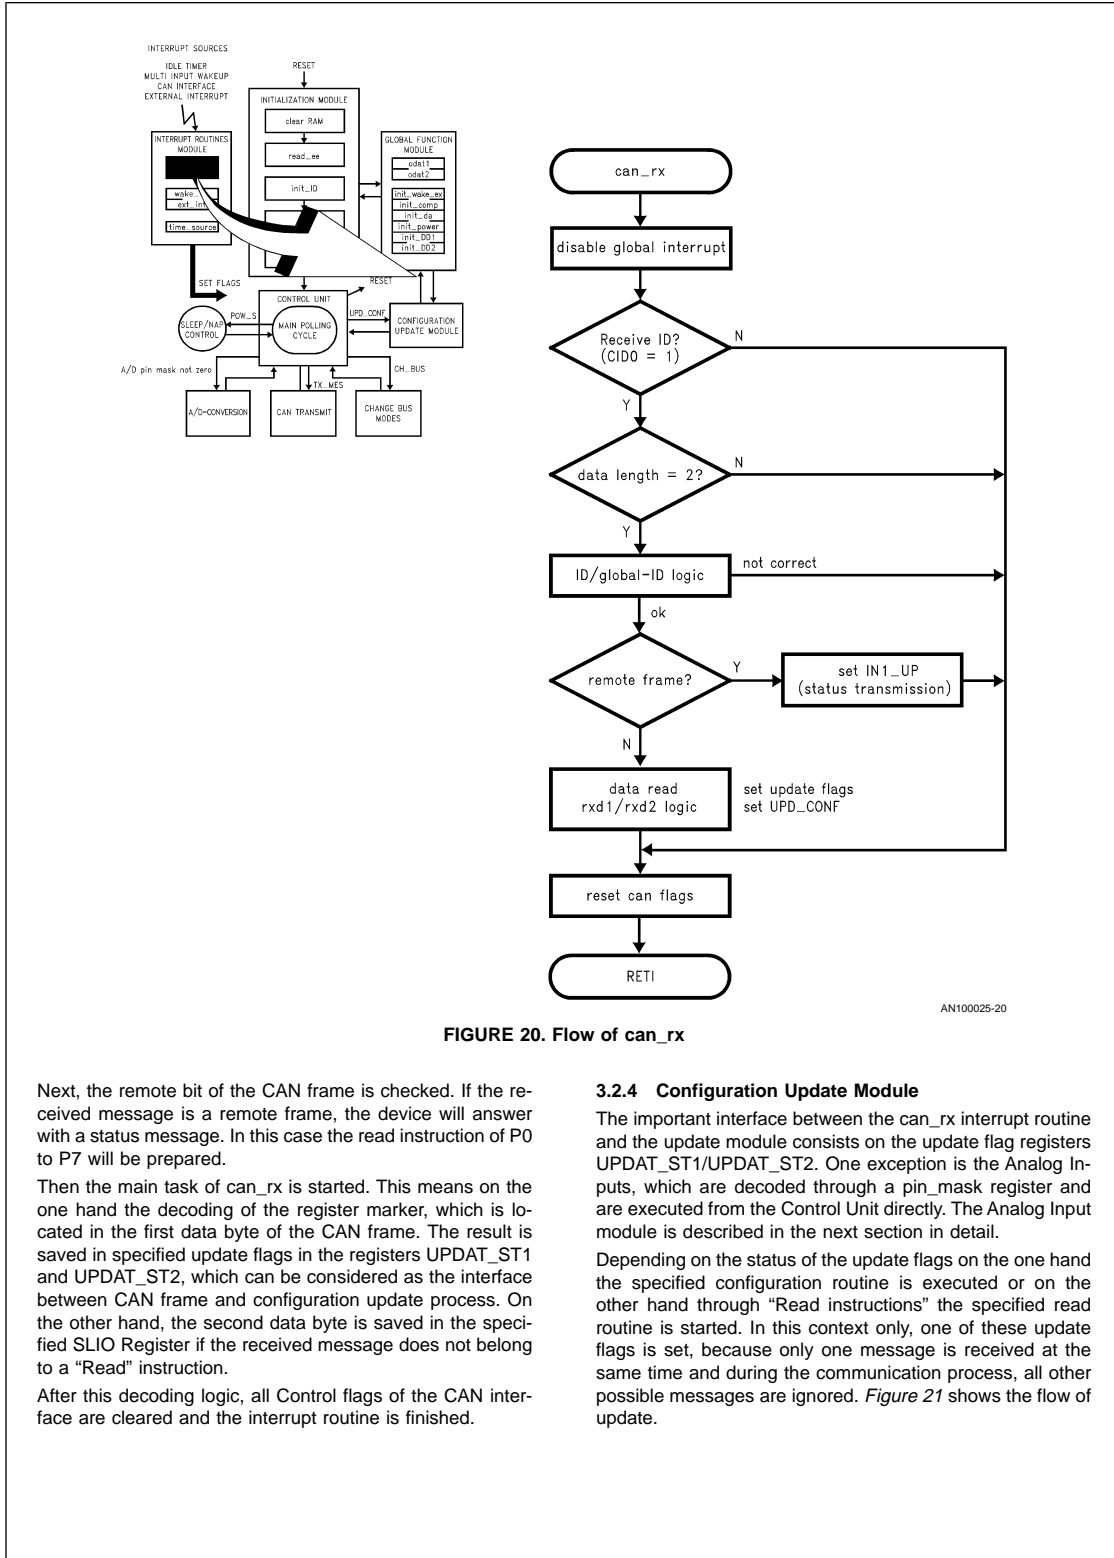 INTERRUPT SOURCES
IDLE TIMER
MULTI INPUT WAKEUP
CAN INTERFACE
EXTERNAL INTERRUPT
RESET
INITIALIZATION MODULE
clear RAM
read_ee
init_ID
INTERRUPT ROUTINES
MODULE
wake_
ext_int
time_source
GLOBAL FUNCTION
MODULE
odat1
odat2
init_wake_ex
init_comp
init_da
init_power
init_DD1
init_DD2
SET FLAGS
RESET
CONTROL UNIT
MAIN POLLING
CYCLE
POW_S
SLEEP/NAP
CONTROL
UPD_CONF
CONFIGURATION
UPDATE MODULE
A/D pin mask not zero
CH_BUS
TX_MES
A/D-CONVERSION
CAN TRANSMIT
CHANGE BUS
MODES
can_rx
disable global interrupt
Receive ID?
(CID0 = 1)
N
Y
data length = 2?
N
Y
ID/global-ID logic
not correct
ok
remote frame?
Y
set IN1_UP
(status transmission)
N
data read
rxd1/rxd2 logic
set update flags
set UPD_CONF
reset can flags
RETI
AN100025-20
FIGURE 20. Flow of can_rx
Next, the remote bit of the CAN frame is checked. If the re-
ceived message is a remote frame, the device will answer
with a status message. In this case the read instruction of P0
to P7 will be prepared.
Then the main task of can_rx is started. This means on the
one hand the decoding of the register marker, which is lo-
cated in the first data byte of the CAN frame. The result is
saved in specified update flags in the registers UPDAT_ST1
and UPDAT_ST2, which can be considered as the interface
between CAN frame and configuration update process. On
the other hand, the second data byte is saved in the speci-
fied SLIO Register if the received message does not belong
to a “Read” instruction.
After this decoding logic, all Control flags of the CAN inter-
face are cleared and the interrupt routine is finished.
3.2.4 Configuration Update Module
The important interface between the can_rx interrupt routine
and the update module consists on the update flag registers
UPDAT_ST1/UPDAT_ST2. One exception is the Analog In-
puts, which are decoded through a pin_mask register and
are executed from the Control Unit directly. The Analog Input
module is described in the next section in detail.
Depending on the status of the update flags on the one hand
the specified configuration routine is executed or on the
other hand through “Read instructions” the specified read
routine is started. In this context only, one of these update
flags is set, because only one message is received at the
same time and during the communication process, all other
possible messages are ignored. Figure 21 shows the flow of
update.